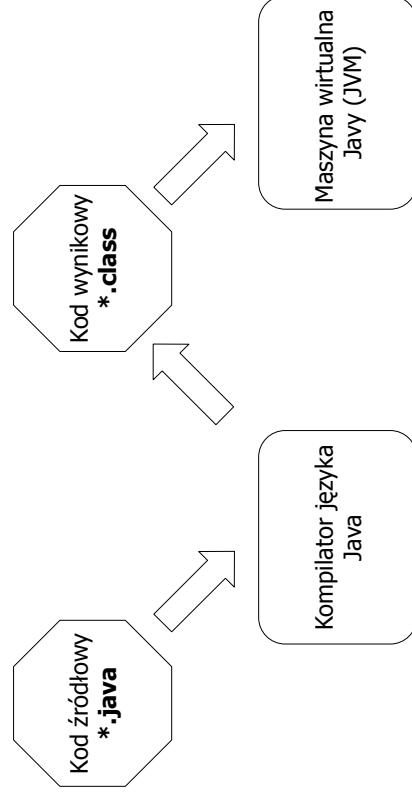 Kod źródłowy
*.java
Kompilator języka
Java
Kod wynikowy
*.class
Maszyna wirtualna
Javy (JVM)